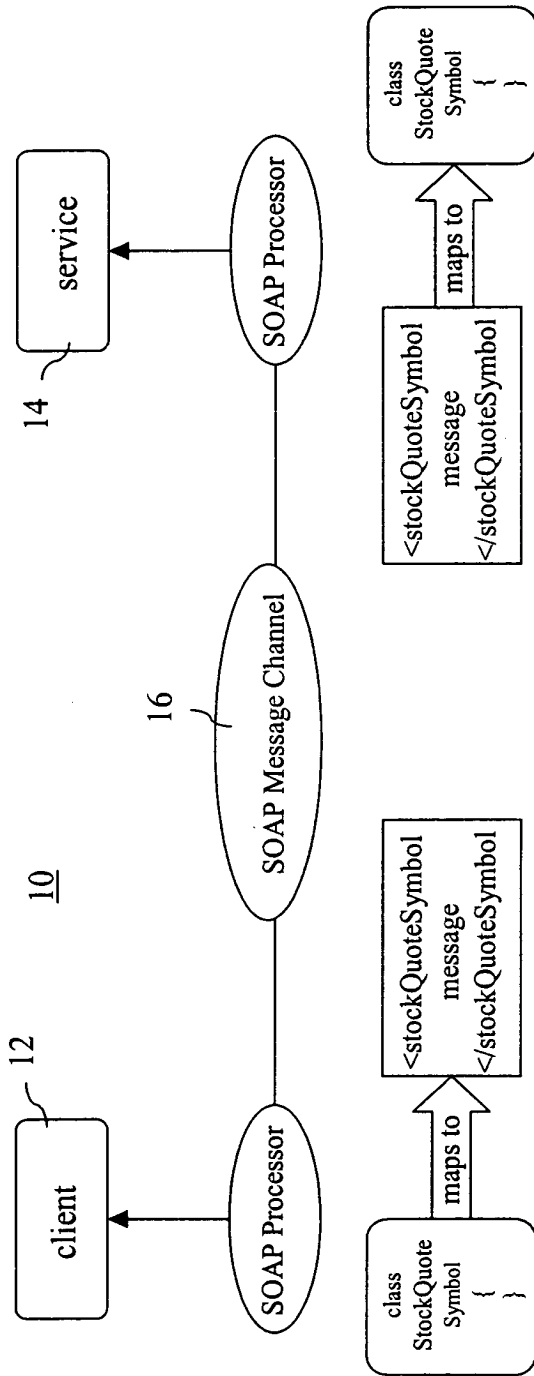 10
12
client
14
service
16
SOAP Processor
SOAP Message Channel
SOAP Processor
class
StockQuote
Symbol
{
}
maps to
<stockQuoteSymbol
message
</stockQuoteSymbol
<stockQuoteSymbol
message
</stockQuoteSymbol
maps to
class
StockQuote
Symbol
{
}